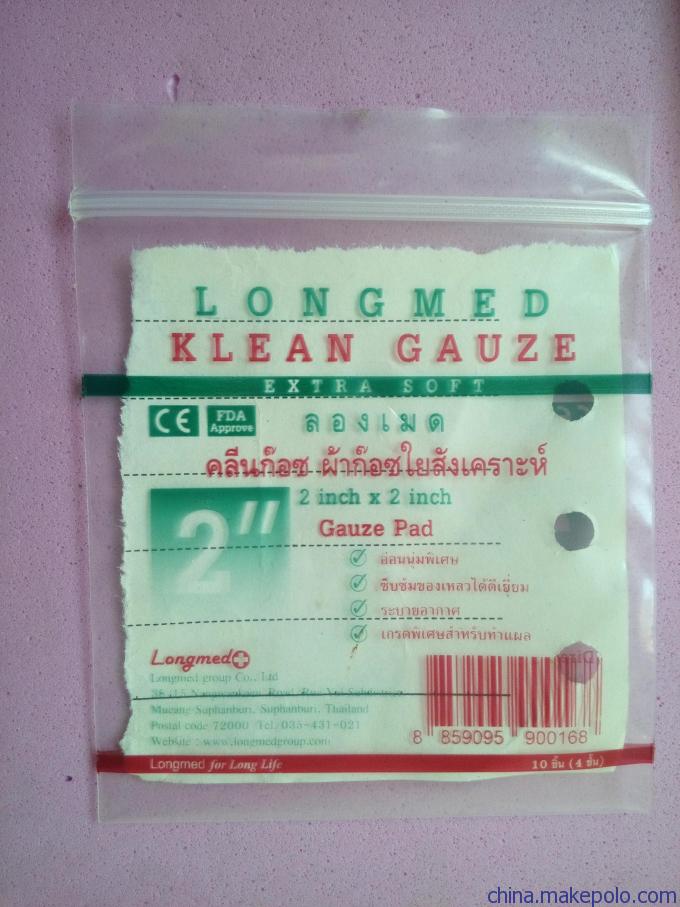 LONGMED
KLEAN GAUZE
EXTRA SOFT
CE
FDA
Approve
ลองเมด
คลีนก๊อซ ผ้าก๊อซใยสังเคราะห์
2 inch x 2 inch
2"
Gauze Pad
อ่อนนุ่มพิเศษ
ซึบซับของเหลวได้ดีเยี่ยม
ระบายอากาศ
เกรดพิเศษสำหรับทำแผล
Longmed
Longmed group Co., Ltd
Mueang Suphanburi, Suphanburi, Thailand
Postal code 72000 Tel. 035-431-021
Website : www.longmedgroup.com
8 859095 900168
Longmed for Long Life
10 ชิ้น (4 ชั้น)
china.makepolo.com